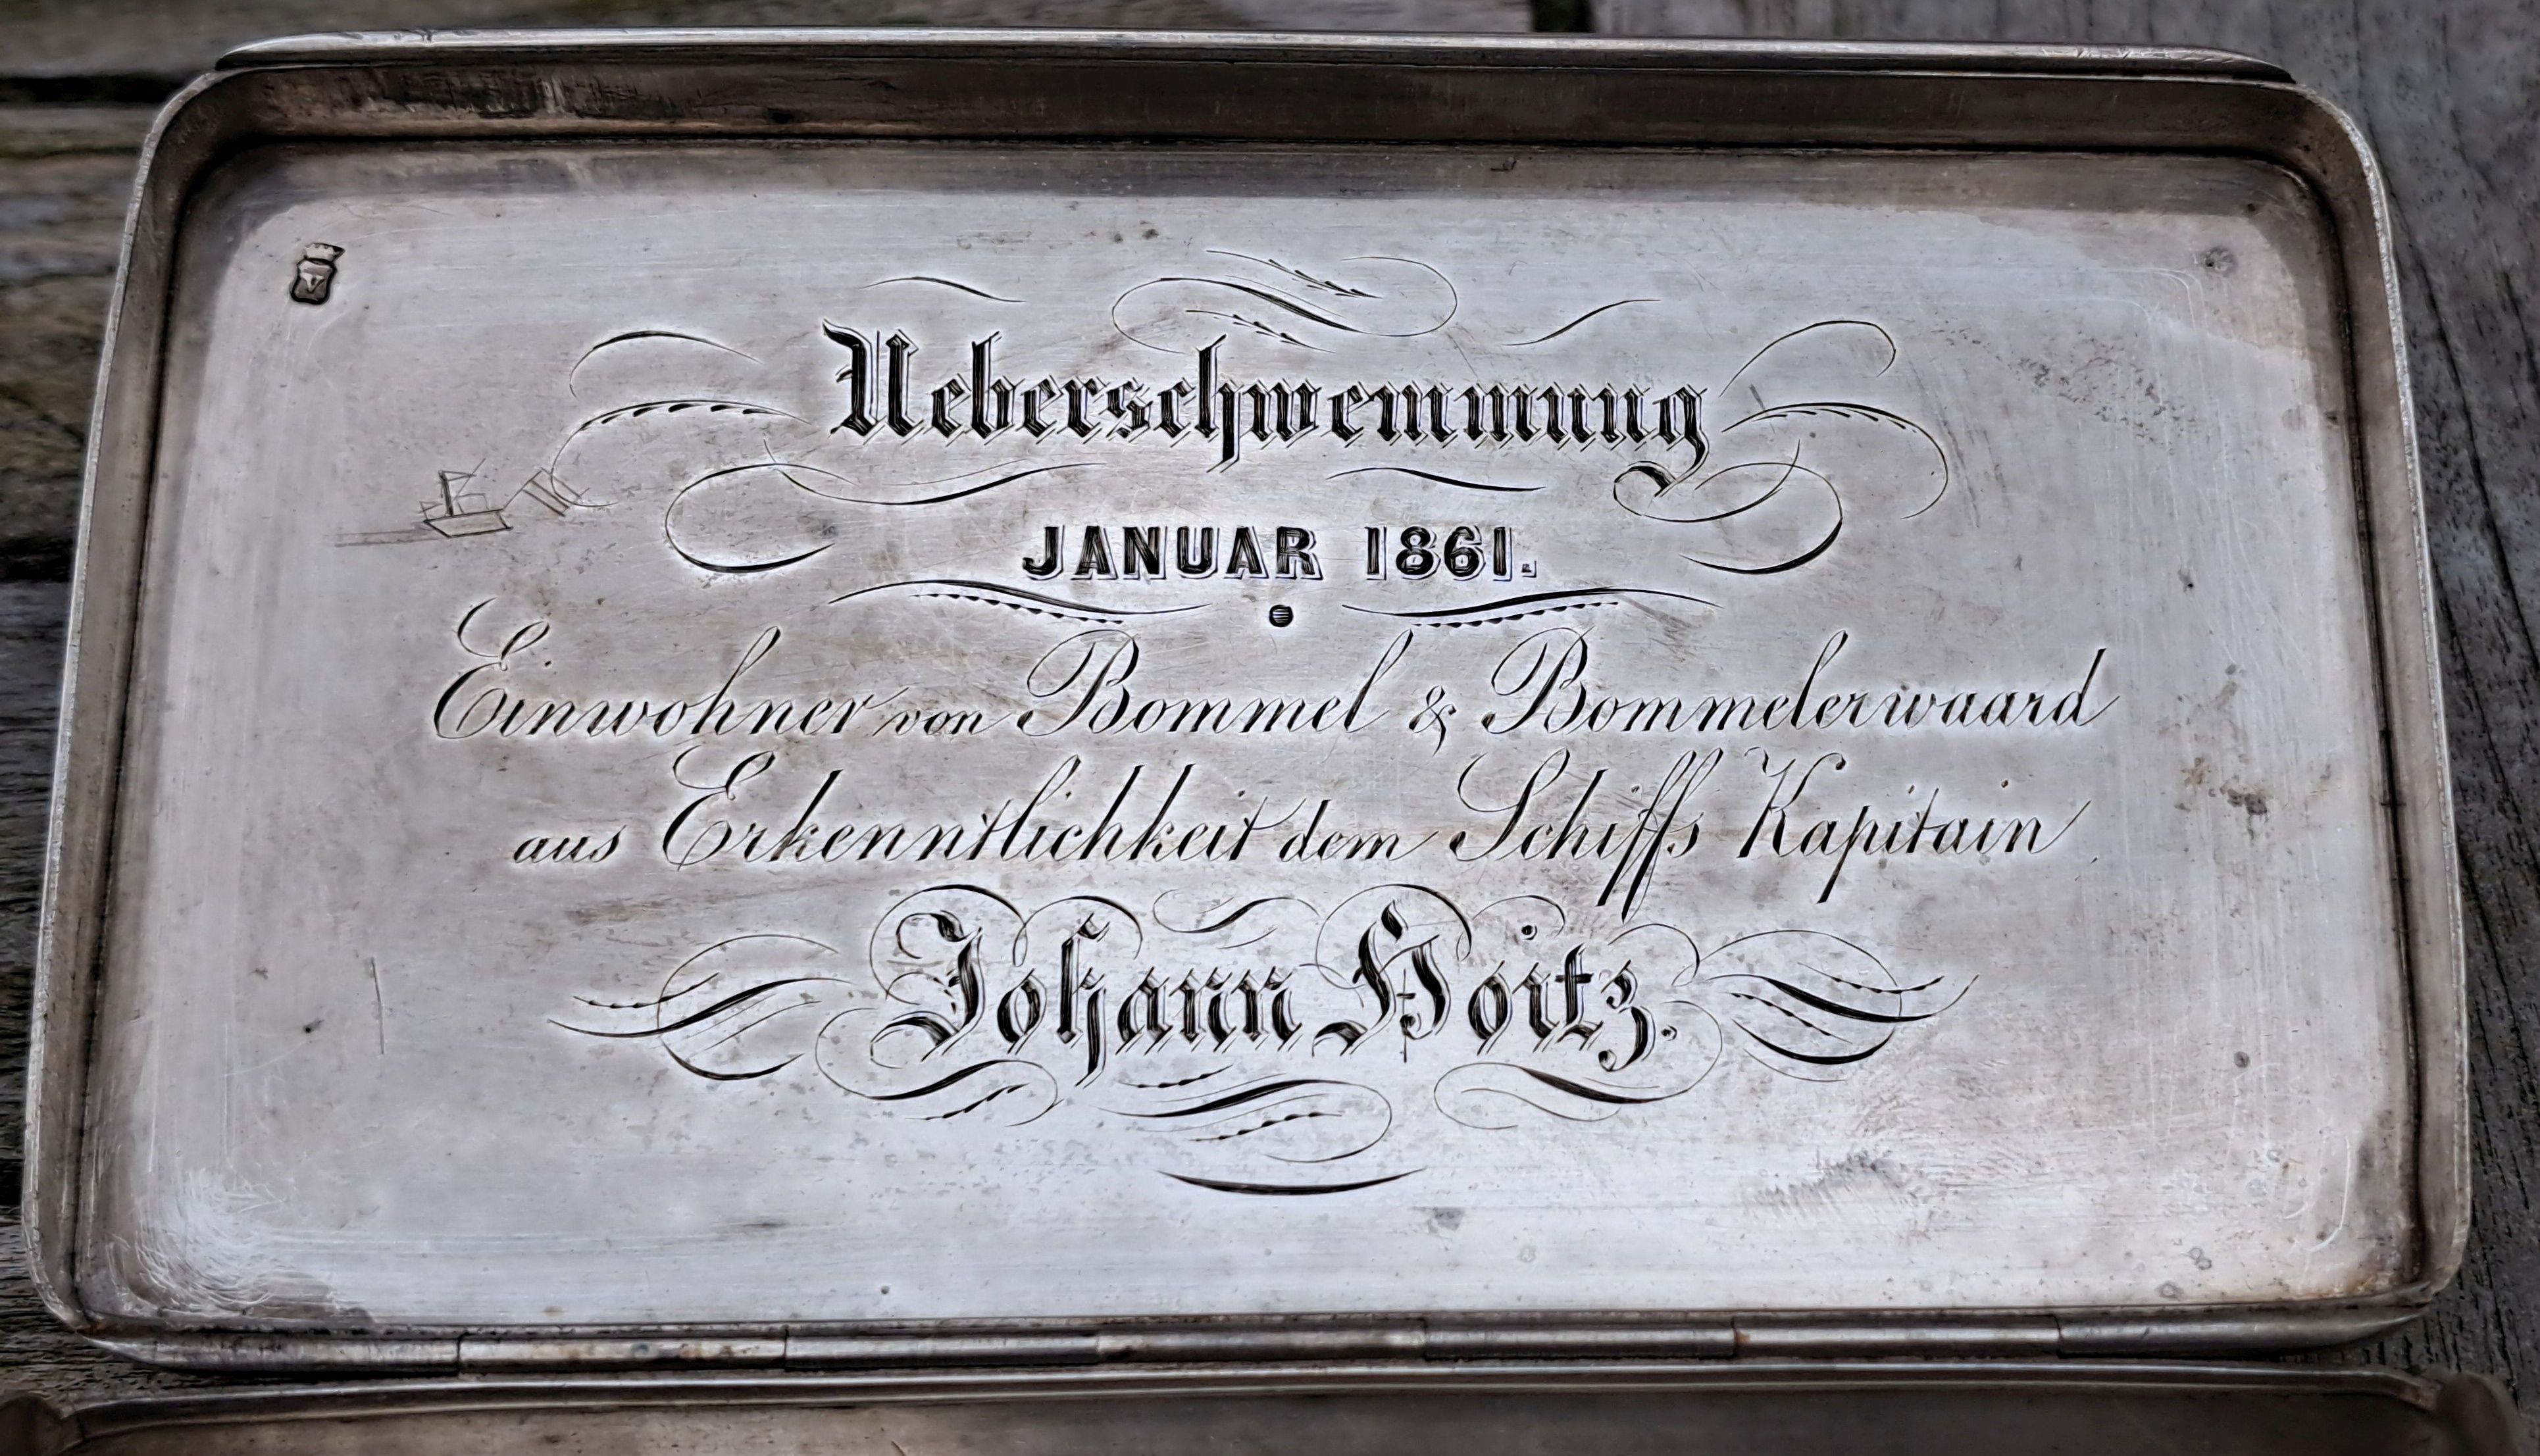 Ueberschwemmung
JANUAR 1861.
Einwohner von Bommel & Bommelerwaard
aus Erkenntlichkeit dem Schiffs Kapitain
Johann Hoitz.